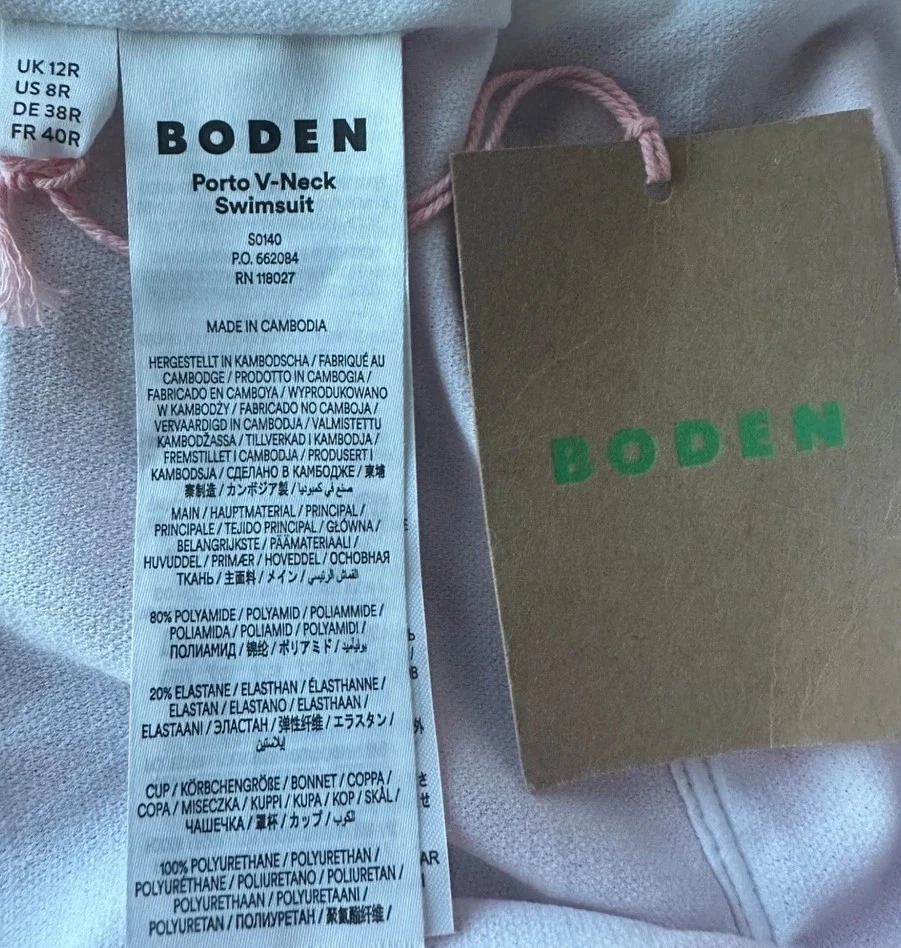 UK 12R
US 8R
DE 38R
FR 40R
BODEN
Porto V-Neck
Swimsuit
S0140
P.O. 662084
RN 118027
MADE IN CAMBODIA
HERGESTELLT IN KAMBODSCHA / FABRIQUÉ AU
CAMBODGE / PRODOTTO IN CAMBOGIA /
FABRICADO EN CAMBOYA / WYPRODUKOWANO
W KAMBODŻY / FABRICADO NO CAMBOJA /
VERVAARDIGD IN CAMBODJA / VALMISTETTU
KAMBODŽASSA / TILLVERKAD I KAMBODJA /
FREMSTILLET I CAMBODJA / PRODUSERT I
KAMBODSJA / СДЕЛАНО В КАМБОДЖЕ / 柬埔
寨制造 / カンボジア製 / صنع في كمبوديا
MAIN / HAUPTMATERIAL / PRINCIPAL /
PRINCIPALE / TEJIDO PRINCIPAL / GŁÓWNA /
BELANGRIJKSTE / PÄÄMATERIAALI /
HUVUDDEL / PRIMÆR / HOVEDDEL / ОСНОВНАЯ
ТКАНЬ / 主面料 / メイン / القماش الرئيسي
80% POLYAMIDE / POLYAMID / POLIAMMIDE /
POLIAMIDA / POLIAMID / POLYAMIDI /
ПОЛИАМИД / 锦纶 / ポリアミド /
20% ELASTANE / ELASTHAN / ÉLASTHANNE /
ELASTAN / ELASTANO / ELASTHAAN /
ELASTAANI / ЭЛАСТАН / 弹性纤维 / エラスタン /
إيلاستين
CUP / KÖRBCHENGRÖßE / BONNET / COPPA /
COPA / MISECZKA / KUPPI / KUPA / KOP / SKÅL /
ЧАШЕЧКА / 罩杯 / カップ / الكوب
100% POLYURETHANE / POLYURETHAN /
POLYURÉTHANE / POLIURETANO / POLIURETAN /
POLYURETHAAN / POLYURETAANI /
POLYURETAN / ПОЛИУРЕТАН / 聚氨酯纤维 /
BODEN